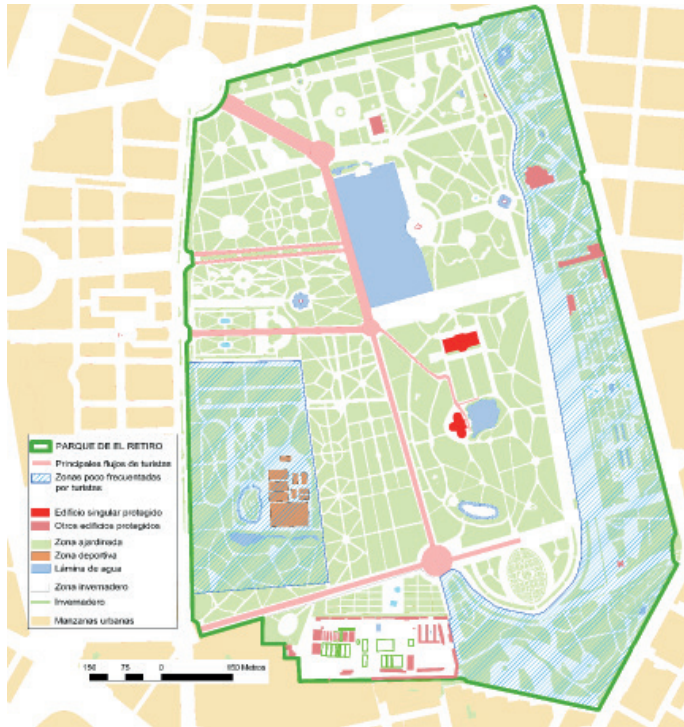 PARQUE DE EL RETIRO
Principales flujos de turistas
Zonas poco frecuentadas
por turistas
Edificio singular protegido
Otros edificios protegidos
Zona ajardinada
Zona deportiva
Lámina de agua
Zona invernadero
Invernadero
Manzanas urbanas
150 75 0 150 Metros